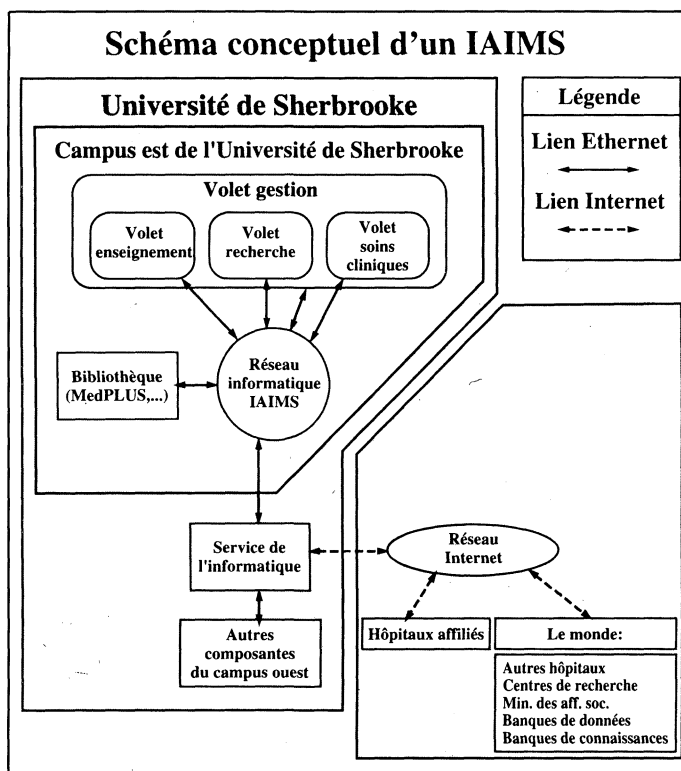 Schéma conceptuel d'un IAIMS
Université de Sherbrooke
Campus est de l'Université de Sherbrooke
Volet gestion
Volet
enseignement
Volet
recherche
Volet
soins
cliniques
Réseau
informatique
IAIMS
Bibliothèque
(MedPLUS,...)
Service de
l'informatique
Autres
composantes
du campus ouest
Légende
Lien Ethernet
Lien Internet
Réseau
Internet
Hôpitaux affiliés
Le monde:
Autres hôpitaux
Centres de recherche
Min. des aff. soc.
Banques de données
Banques de connaissances